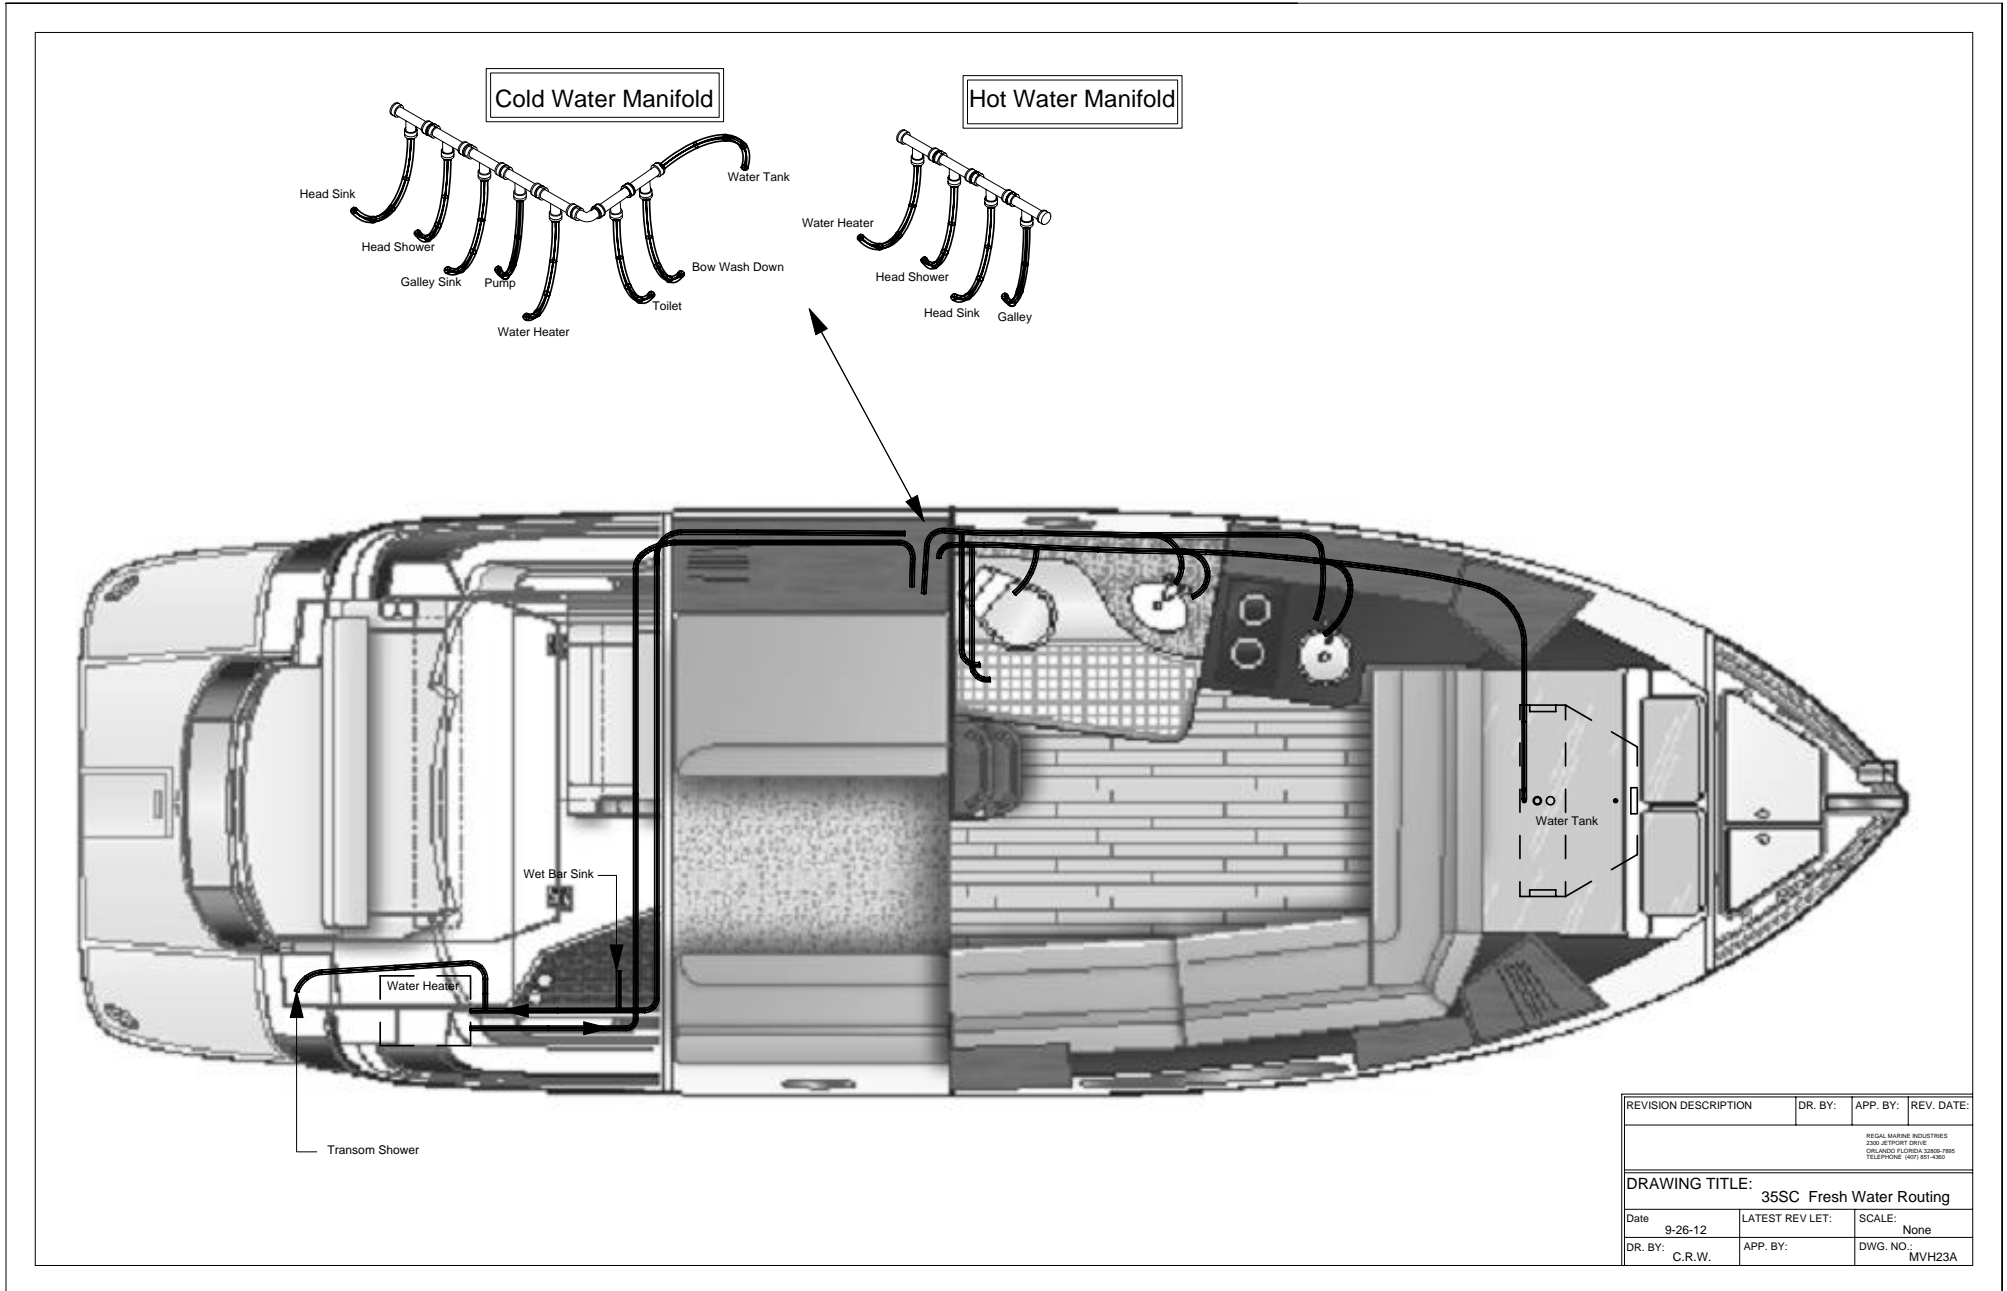 Cold Water Manifold
Hot Water Manifold
Water Tank
Head Sink
Head Shower
Galley Sink
Pump
Water Heater
Bow Wash Down
Toilet
Water Heater
Head Shower
Head Sink
Galley
Water Tank
Wet Bar Sink
Water Heater
Transom Shower
REVISION DESCRIPTION
DR. BY:
APP. BY:
REV. DATE:
REGAL MARINE INDUSTRIES
2300 JETPORT DRIVE
ORLANDO FLORIDA 32809-7895
TELEPHONE (407) 851-4360
DRAWING TITLE:
35SC Fresh Water Routing
Date
9-26-12
LATEST REV LET:
SCALE:
None
DR. BY:
C.R.W.
APP. BY:
DWG. NO.:
MVH23A